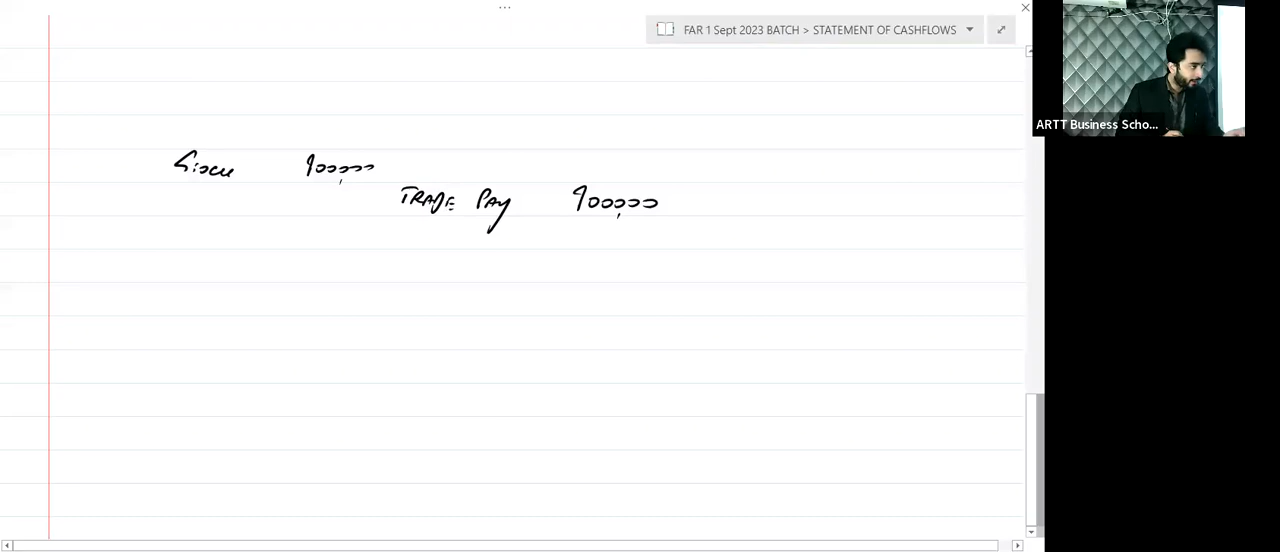 FAR 1 Sept 2023 BATCH > STATEMENT OF CASHFLOWS
ARTT Business Scho...
Stock 900,000
TRADE PAY 900,000